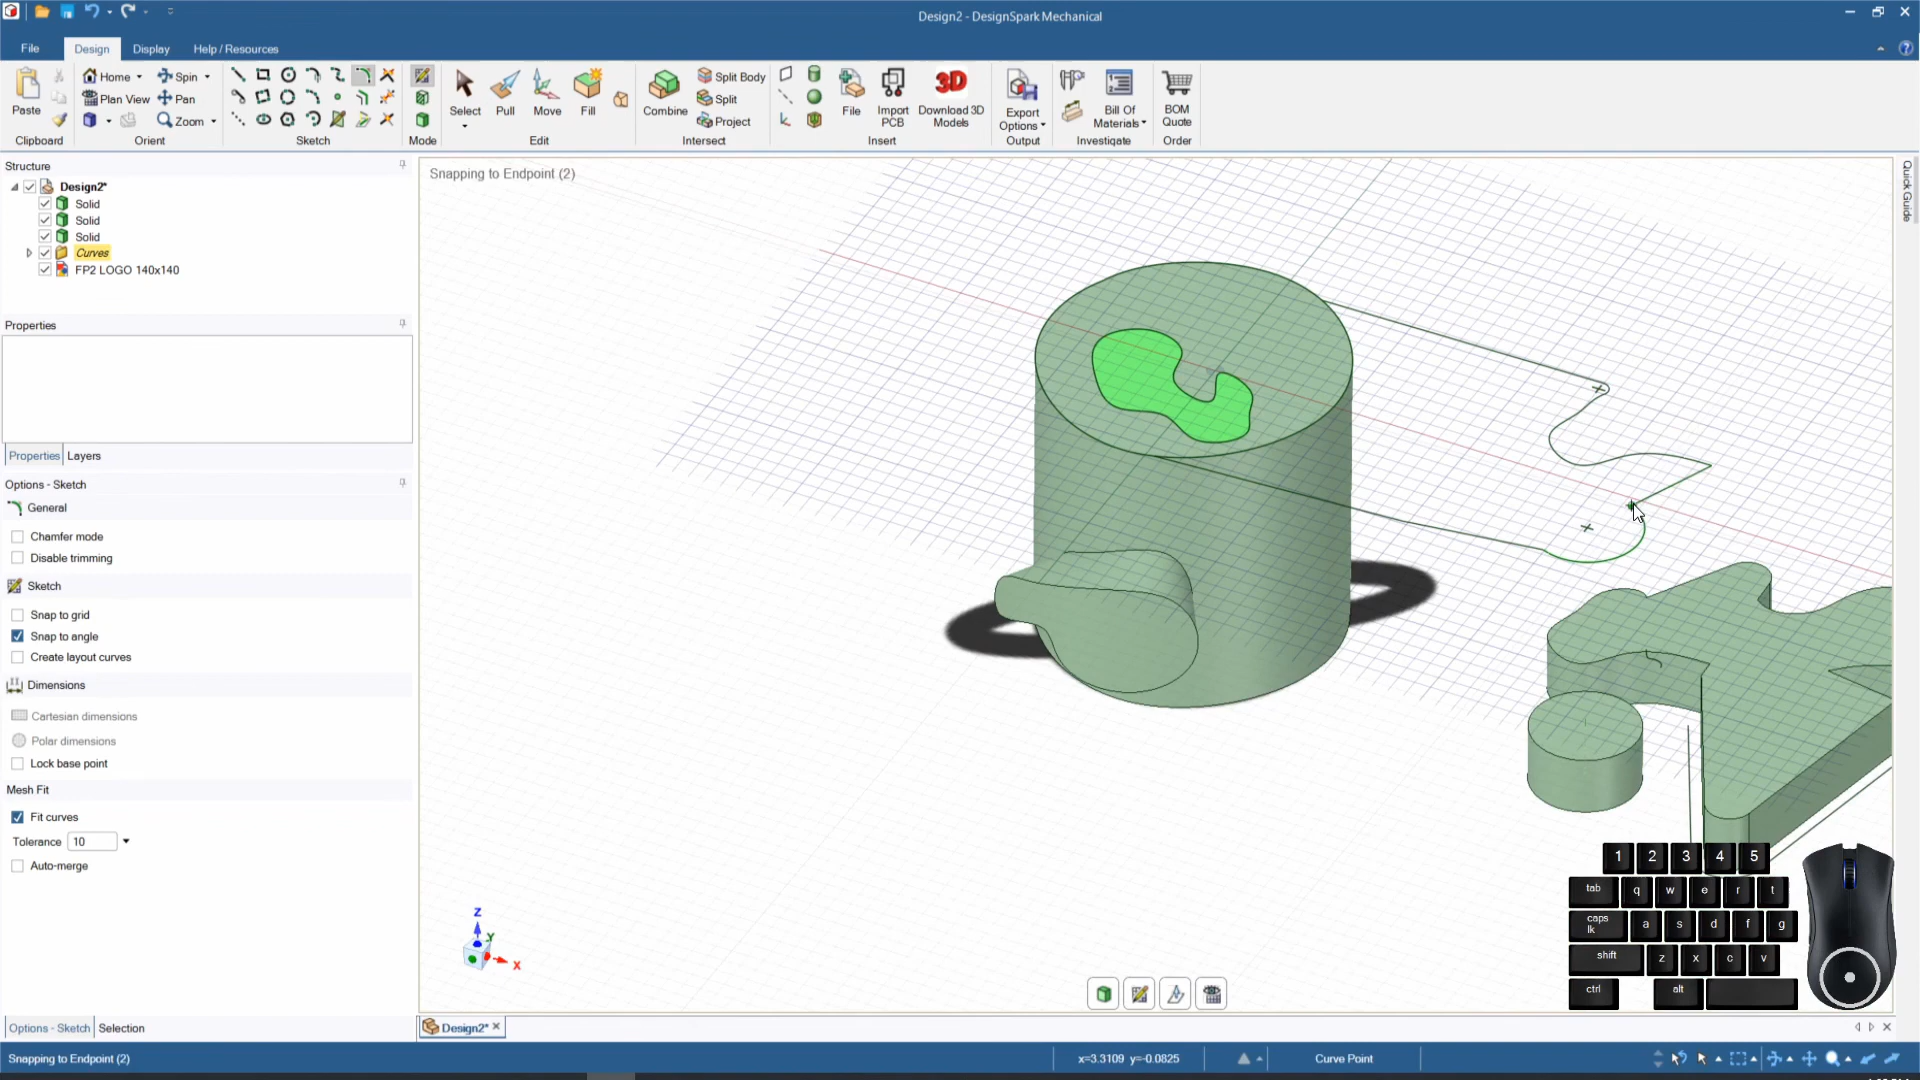 Design2 - DesignSpark Mechanical
File Design Display Help / Resources
Paste
Clipboard
Home Spin
Plan View Pan
Zoom
Orient
Sketch
Mode
Select Pull Move Fill
Edit
Combine Split Body
Split
Project
Intersect
File Import PCB 3D Download 3D Models
Insert
Export Options
Output
Bill Of Materials
Investigate
BOM Quote
Order
Structure
Design2*
Solid
Solid
Solid
Curves
FP2 LOGO 140x140
Properties
Properties Layers
Options - Sketch
General
Chamfer mode
Disable trimming
Sketch
Snap to grid
Snap to angle
Create layout curves
Dimensions
Cartesian dimensions
Polar dimensions
Lock base point
Mesh Fit
Fit curves
Tolerance 10
Auto-merge
Options - Sketch Selection
Snapping to Endpoint (2)
Quick Guide
Z
Y
X
1 2 3 4 5
tab q w e r t
caps lk a s d f g
shift z x c v
ctrl alt
Design2*
Snapping to Endpoint (2) x=3.3109 y=-0.0825 Curve Point